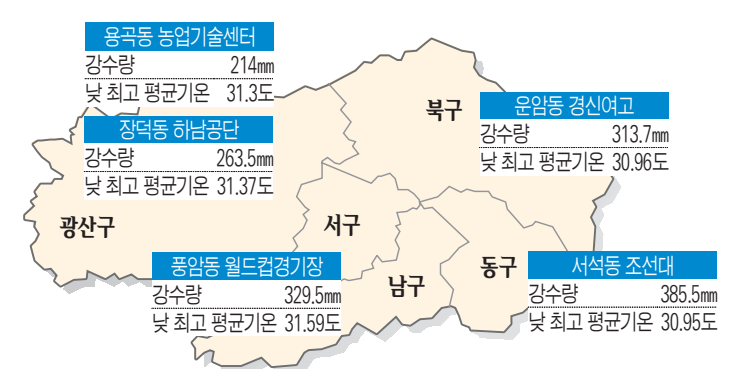 용곡동 농업기술센터
강수량 214㎜
낮 최고 평균기온 31.3도
장덕동 하남공단
강수량 263.5㎜
낮 최고 평균기온 31.37도
북구
운암동 경신여고
강수량 313.7㎜
낮 최고 평균기온 30.96도
광산구
서구
풍암동 월드컵경기장
강수량 329.5㎜
낮 최고 평균기온 31.59도
남구
동구
서석동 조선대
강수량 385.5㎜
낮 최고 평균기온 30.95도